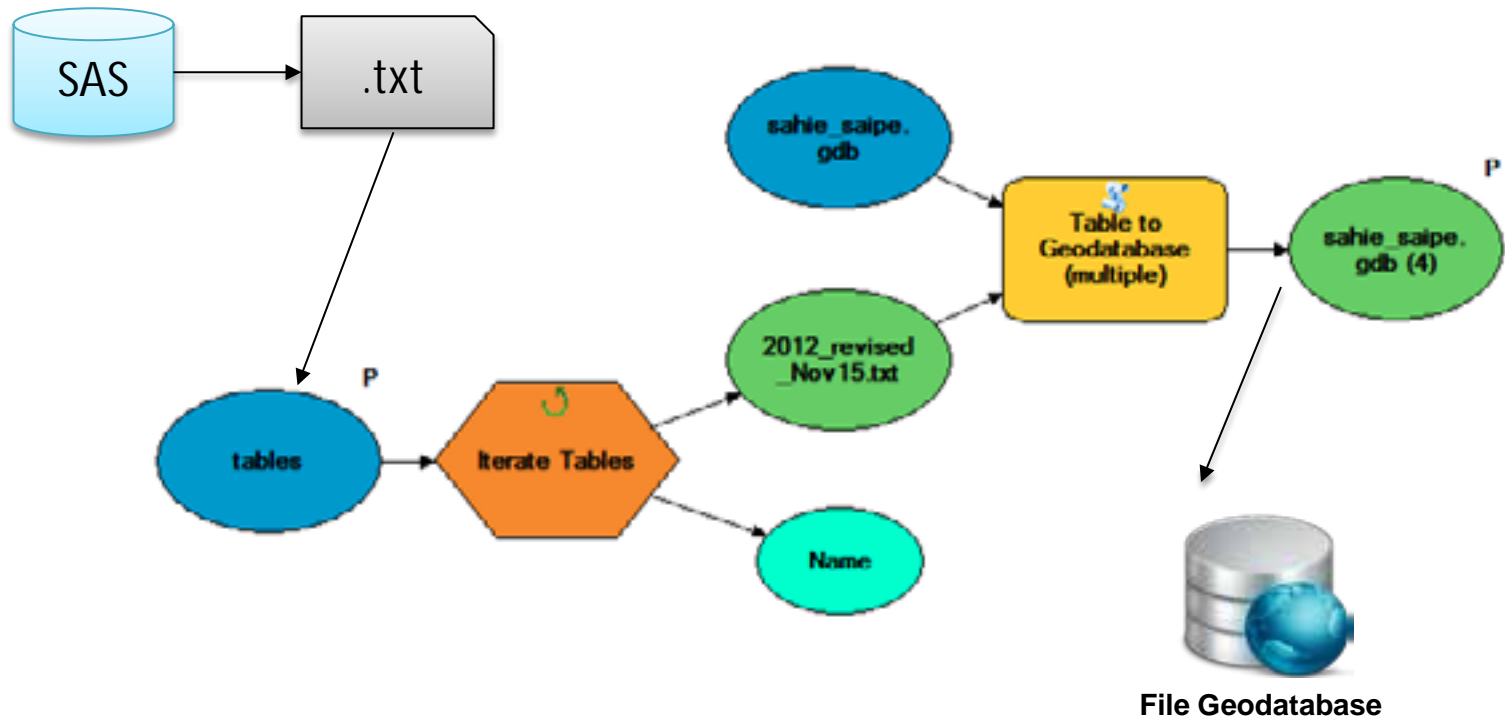 SAS
.txt
sahie_saipe.
gdb
P
Table to
Geodatabase
(multiple)
sahie_saipe.
gdb (4)
2012_revised
_Nov15.txt
P
tables
Iterate Tables
Name
File Geodatabase